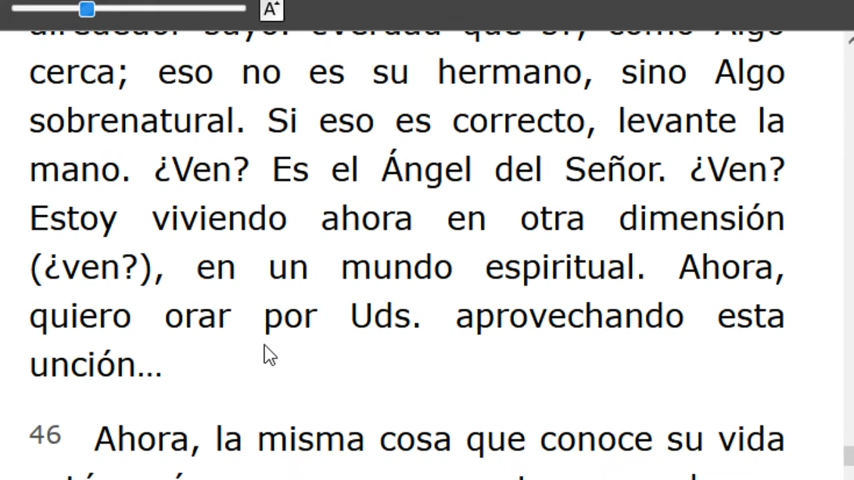 A
que
cerca; eso no es su hermano, sino Algo
sobrenatural. Si eso es correcto, levante la
mano. ¿Ven? Es el Ángel del Señor. ¿Ven?
Estoy viviendo ahora en otra dimensión
(¿ven?), en un mundo espiritual. Ahora,
quiero orar por Uds. aprovechando esta
unción...
46 Ahora, la misma cosa que conoce su vida